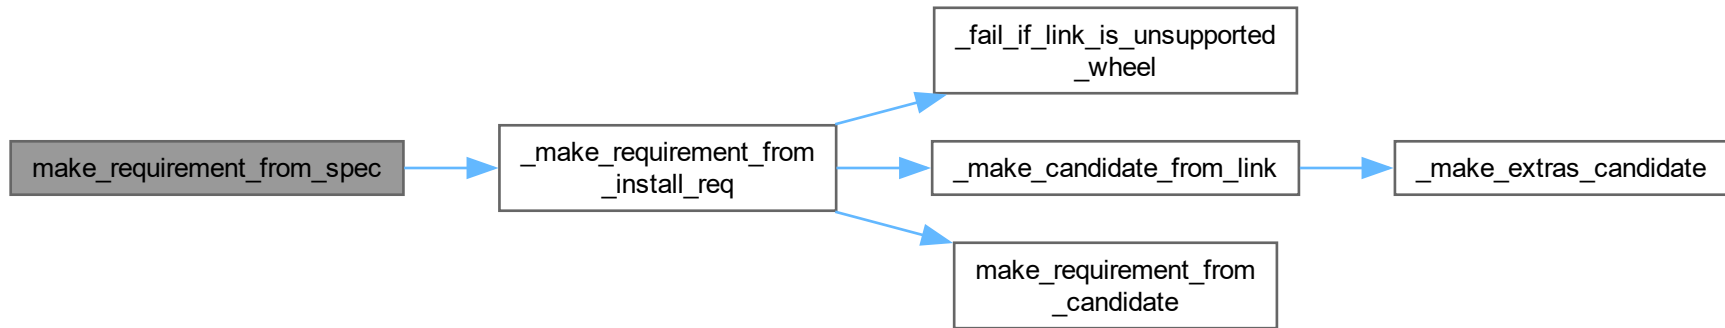 make_requirement_from_spec
_make_requirement_from
_install_req
_fail_if_link_is_unsupported
_wheel
_make_candidate_from_link
_make_extras_candidate
make_requirement_from
_candidate